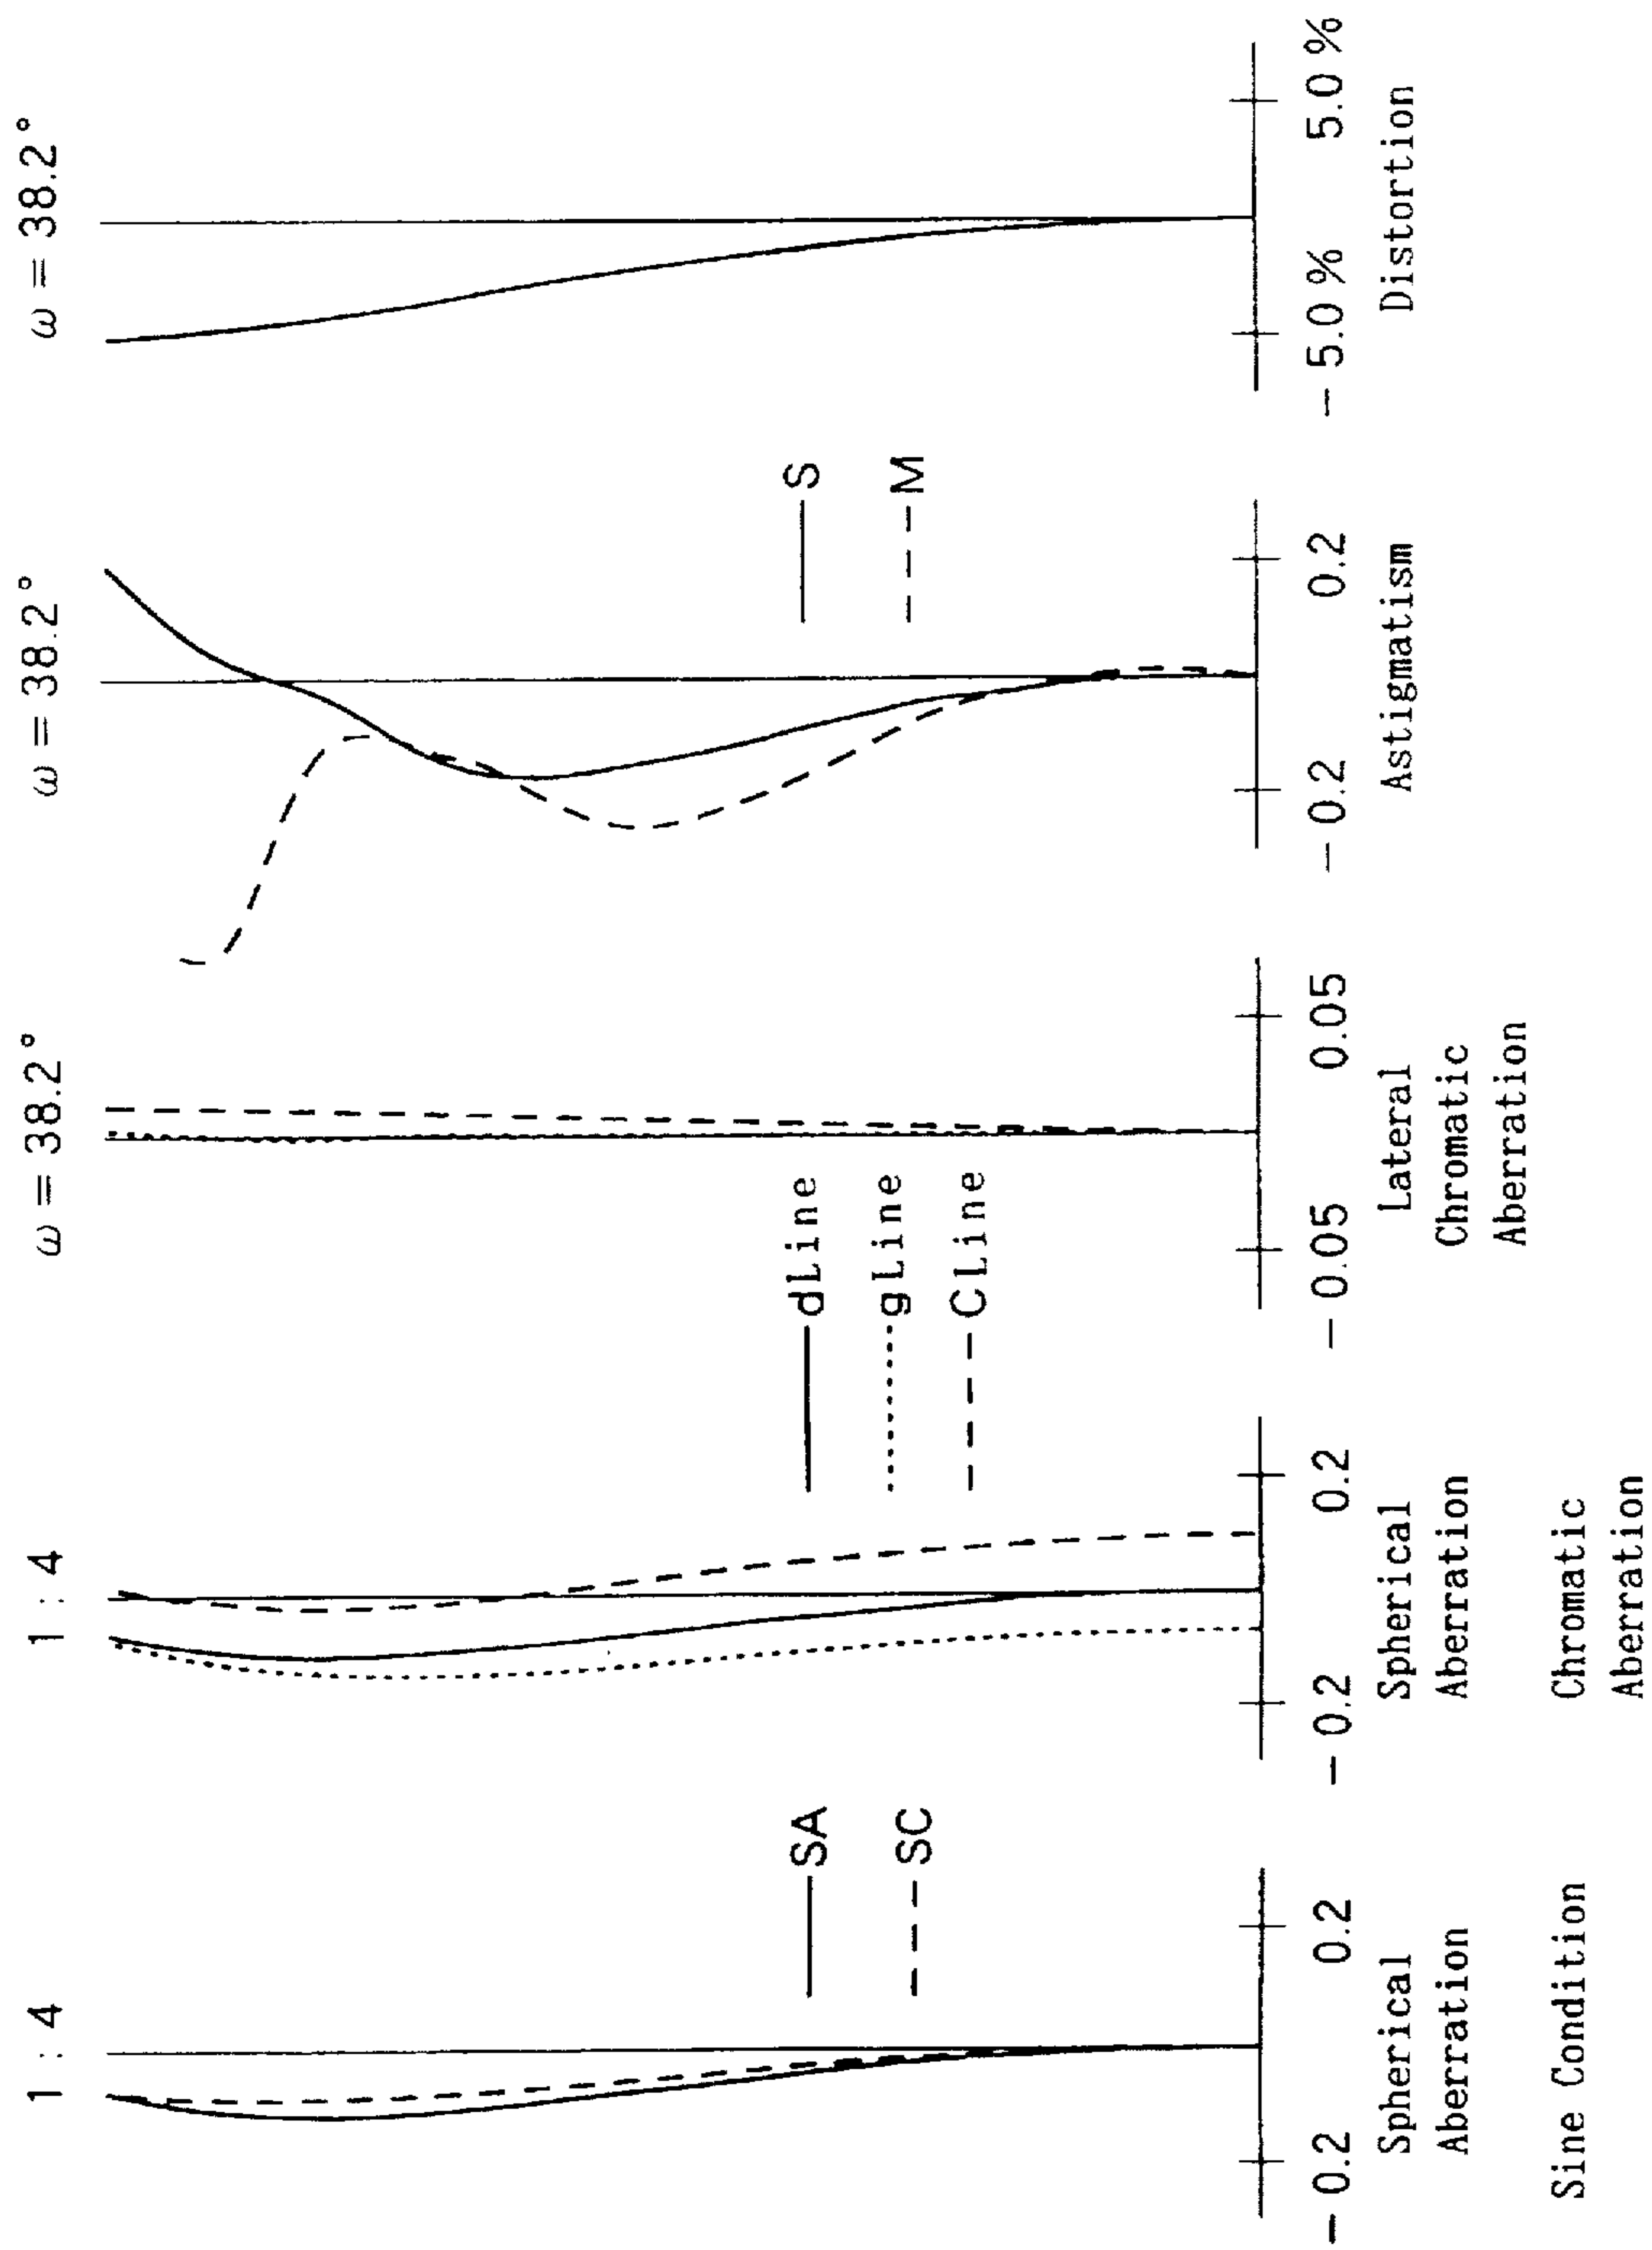 1 : 4
SA
SC
-0.2
0.2
Spherical
Aberration
Sine Condition
1 : 4
dLine
gLine
CLine
-0.2
0.2
Spherical
Aberration
Chromatic
Aberration
ω = 38.2°
-0.05
0.05
Lateral
Chromatic
Aberration
ω = 38.2°
S
M
-0.2
0.2
Astigmatism
ω = 38.2°
-5.0 %
5.0 %
Distortion